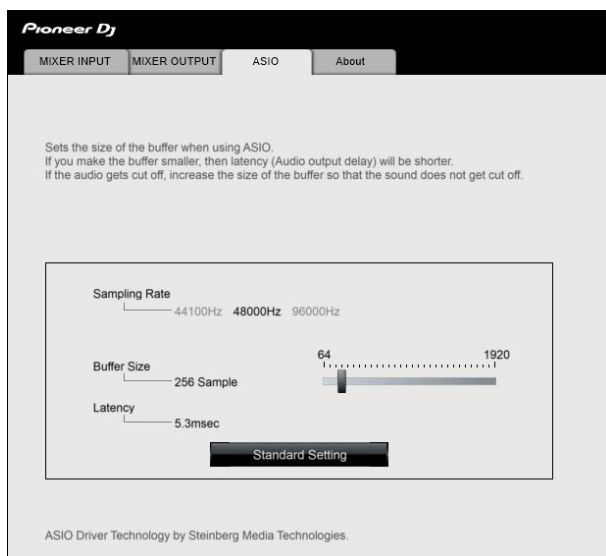 Pioneer Dj
MIXER INPUT MIXER OUTPUT ASIO About
Sets the size of the buffer when using ASIO.
If you make the buffer smaller, then latency (Audio output delay) will be shorter.
If the audio gets cut off, increase the size of the buffer so that the sound does not get cut off.
Sampling Rate
44100Hz 48000Hz 96000Hz
64 1920
Buffer Size
256 Sample
Latency
5.3msec
Standard Setting
ASIO Driver Technology by Steinberg Media Technologies.